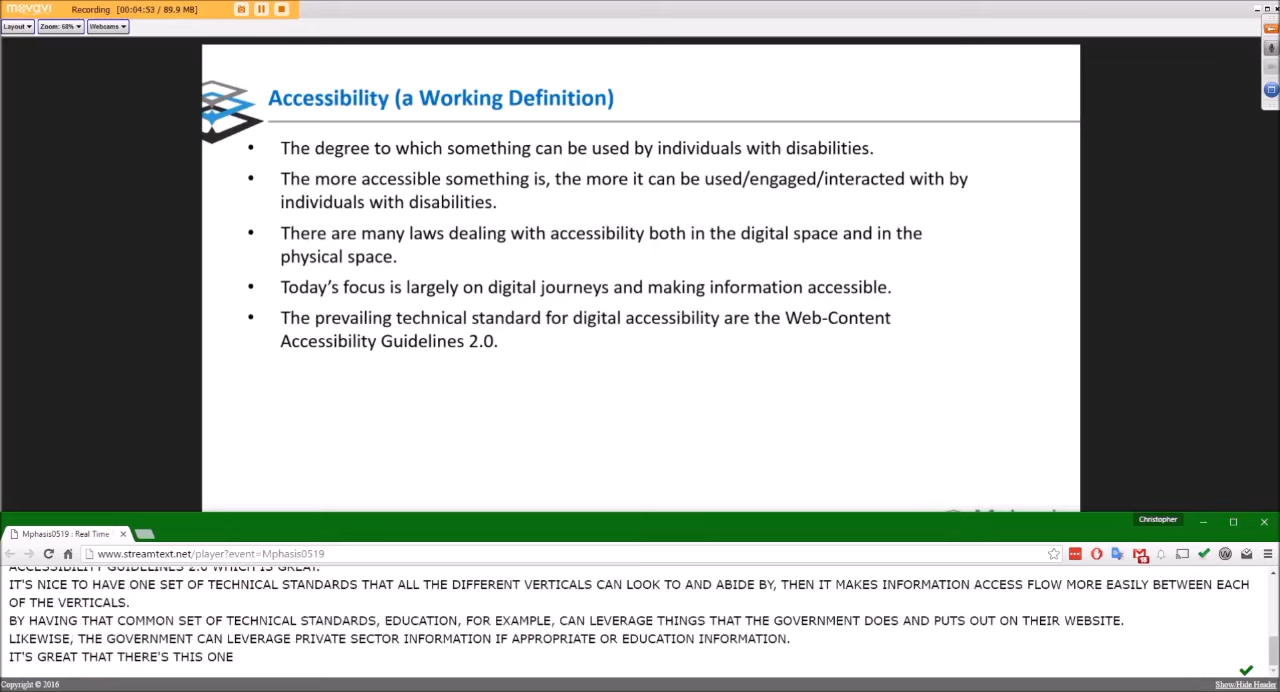 movavi Recording [00:04:53 / 89.9 MB]
Layout Zoom: 68% Webcams
Accessibility (a Working Definition)
• The degree to which something can be used by individuals with disabilities.
• The more accessible something is, the more it can be used/engaged/interacted with by
individuals with disabilities.
• There are many laws dealing with accessibility both in the digital space and in the
physical space.
• Today's focus is largely on digital journeys and making information accessible.
• The prevailing technical standard for digital accessibility are the Web-Content
Accessibility Guidelines 2.0.
Christopher
Mphasis0519 : Real Time
www.streamtext.net/player?event=Mphasis0519
ACCESSIBILITY GUIDELINES 2.0 WHICH IS GREAT.
IT'S NICE TO HAVE ONE SET OF TECHNICAL STANDARDS THAT ALL THE DIFFERENT VERTICALS CAN LOOK TO AND ABIDE BY, THEN IT MAKES INFORMATION ACCESS FLOW MORE EASILY BETWEEN EACH
OF THE VERTICALS.
BY HAVING THAT COMMON SET OF TECHNICAL STANDARDS, EDUCATION, FOR EXAMPLE, CAN LEVERAGE THINGS THAT THE GOVERNMENT DOES AND PUTS OUT ON THEIR WEBSITE.
LIKEWISE, THE GOVERNMENT CAN LEVERAGE PRIVATE SECTOR INFORMATION IF APPROPRIATE OR EDUCATION INFORMATION.
IT'S GREAT THAT THERE'S THIS ONE
Copyright © 2016 Show/Hide Header